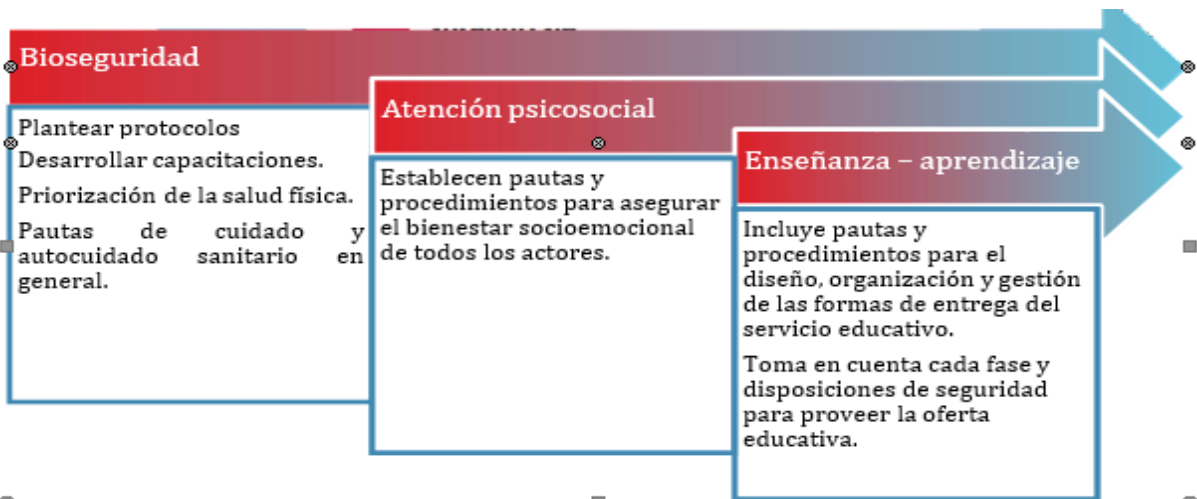 Bioseguridad
Plantear protocolos
Desarrollar capacitaciones.
Priorización de la salud física.
Pautas de cuidado y
autocuidado sanitario en
general.
Atención psicosocial
Establecen pautas y
procedimientos para asegurar
el bienestar socioemocional
de todos los actores.
Enseñanza – aprendizaje
Incluye pautas y
procedimientos para el
diseño, organización y gestión
de las formas de entrega del
servicio educativo.
Toma en cuenta cada fase y
disposiciones de seguridad
para proveer la oferta
educativa.